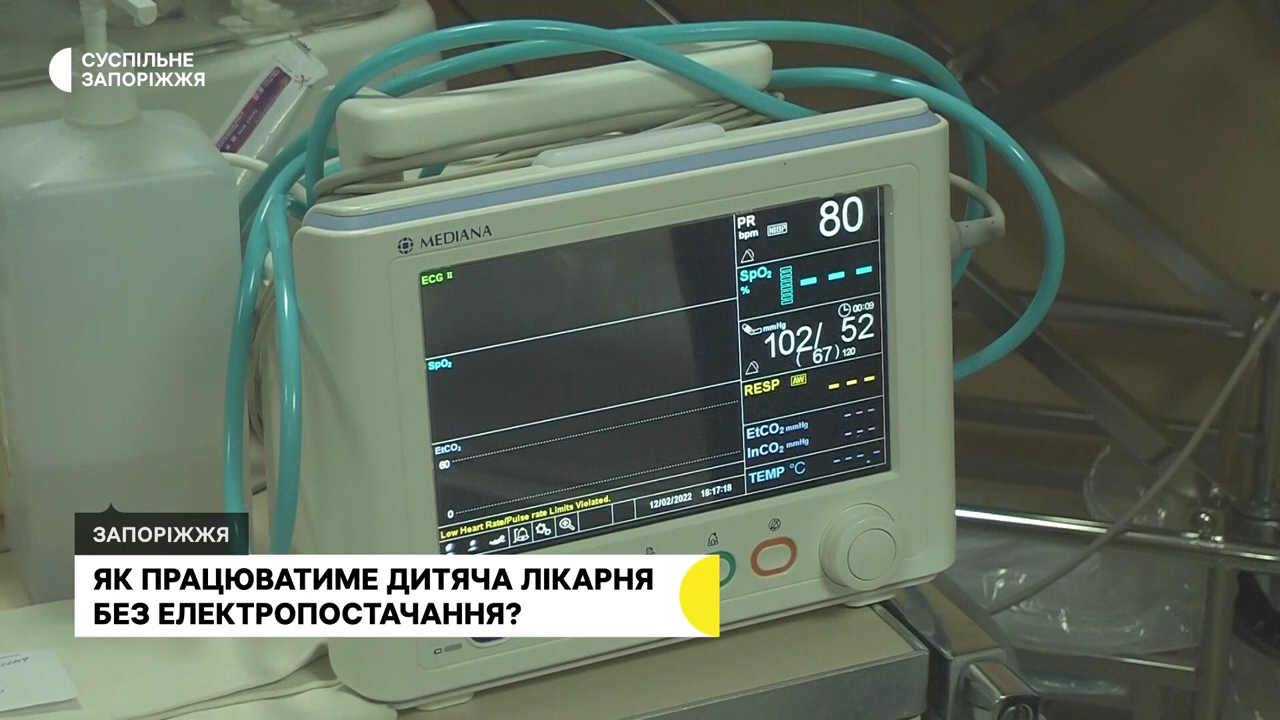 СУСПІЛЬНЕ
ЗАПОРІЖЖЯ
MEDIANA
ECG II
SpO₂
EtCO₂
60
0
PR
bpm
NIBP
80
SpO₂
%
- - -
00:09
mmHg
102/ 52
( 67 ) 120
RESP
AW
- - -
EtCO₂ mmHg
- - -
InCO₂ mmHg
- - -
TEMP °C
- - -.-
Low Heart Rate/Pulse rate Limits Violated.
12/02/2022 18:17:18
ЗАПОРІЖЖЯ
ЯК ПРАЦЮВАТИМЕ ДИТЯЧА ЛІКАРНЯ
БЕЗ ЕЛЕКТРОПОСТАЧАННЯ?